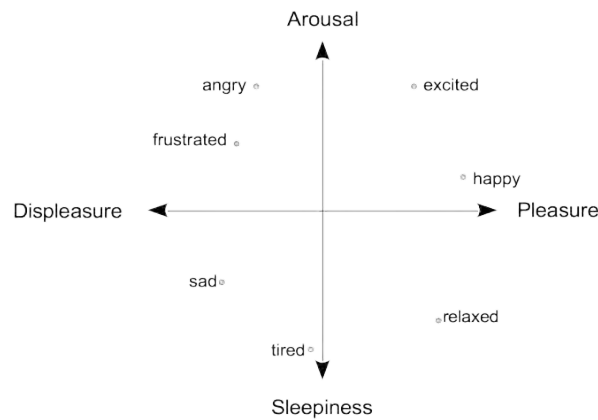 Arousal
angry
excited
frustrated
happy
Displeasure
Pleasure
sad
relaxed
tired
Sleepiness